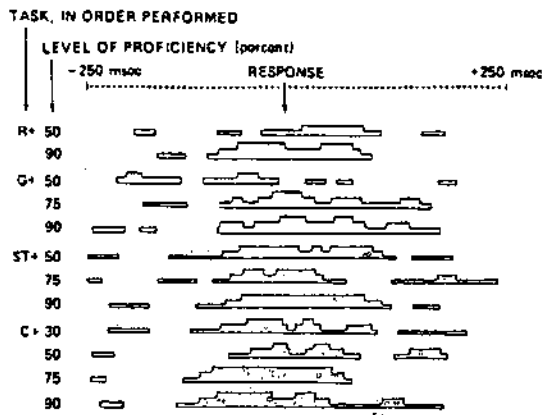 TASK, IN ORDER PERFORMED
LEVEL OF PROFICIENCY (percent)
-250 msec RESPONSE +250 msec
R+ 50
90
G+ 50
75
90
ST+ 50
75
90
C+ 30
50
75
90